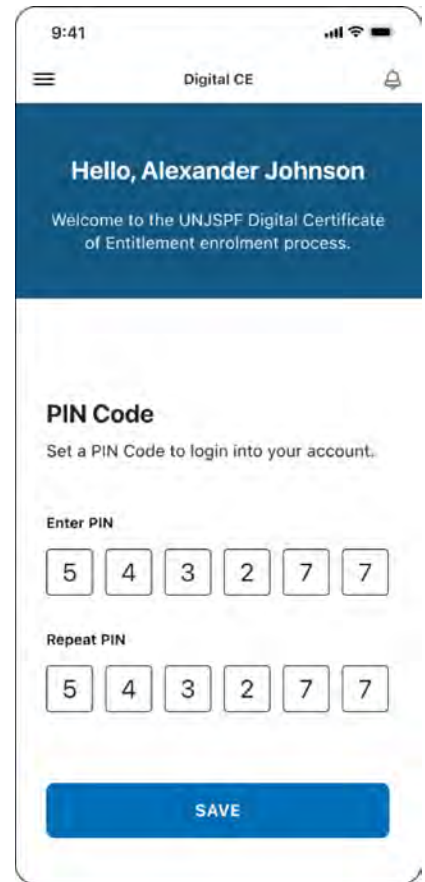 9:41
Digital CE
Hello, Alexander Johnson
Welcome to the UNJSPF Digital Certificate
of Entitlement enrolment process.
PIN Code
Set a PIN Code to login into your account.
Enter PIN
5 4 3 2 7 7
Repeat PIN
5 4 3 2 7 7
SAVE